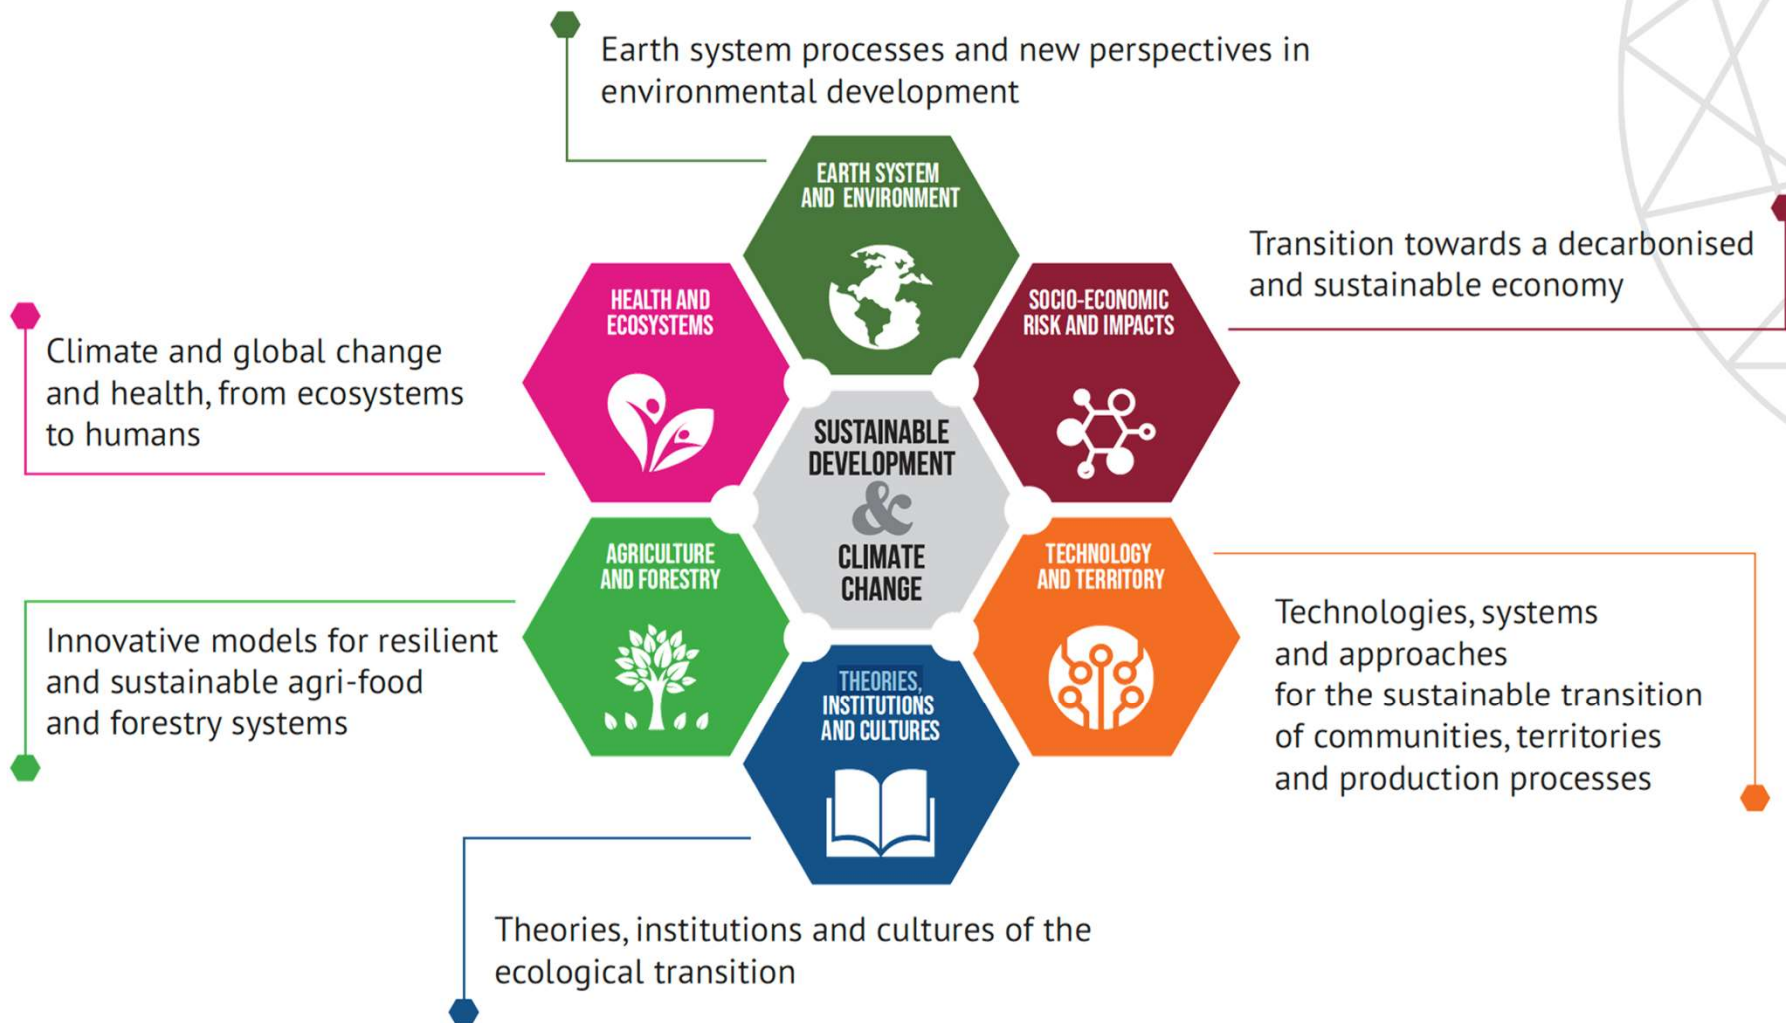 Earth system processes and new perspectives in
environmental development
EARTH SYSTEM
AND ENVIRONMENT
Transition towards a decarbonised
and sustainable economy
SOCIO-ECONOMIC
RISK AND IMPACTS
HEALTH AND
ECOSYSTEMS
Climate and global change
and health, from ecosystems
to humans
SUSTAINABLE
DEVELOPMENT
&
CLIMATE
CHANGE
AGRICULTURE
AND FORESTRY
Innovative models for resilient
and sustainable agri-food
and forestry systems
TECHNOLOGY
AND TERRITORY
Technologies, systems
and approaches
for the sustainable transition
of communities, territories
and production processes
THEORIES,
INSTITUTIONS
AND CULTURES
Theories, institutions and cultures of the
ecological transition